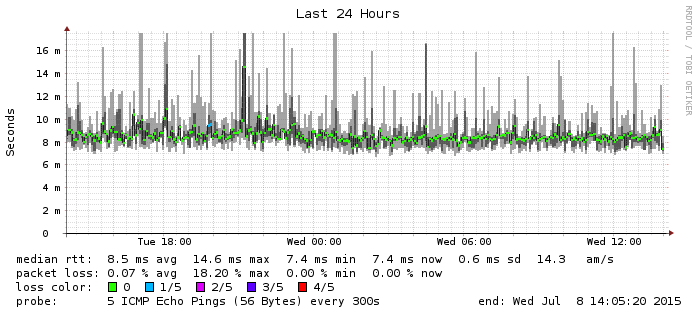 Last 24 Hours
RRDTOOL / TOBI OETIKER
Seconds
16 m
14 m
12 m
10 m
8 m
6 m
4 m
2 m
0
Tue 18:00 Wed 00:00 Wed 06:00 Wed 12:00
median rtt: 8.5 ms avg 14.6 ms max 7.4 ms min 7.4 ms now 0.6 ms sd 14.3 am/s
packet loss: 0.07 % avg 18.20 % max 0.00 % min 0.00 % now
loss color: 0 1/5 2/5 3/5 4/5
probe: 5 ICMP Echo Pings (56 Bytes) every 300s end: Wed Jul 8 14:05:20 2015